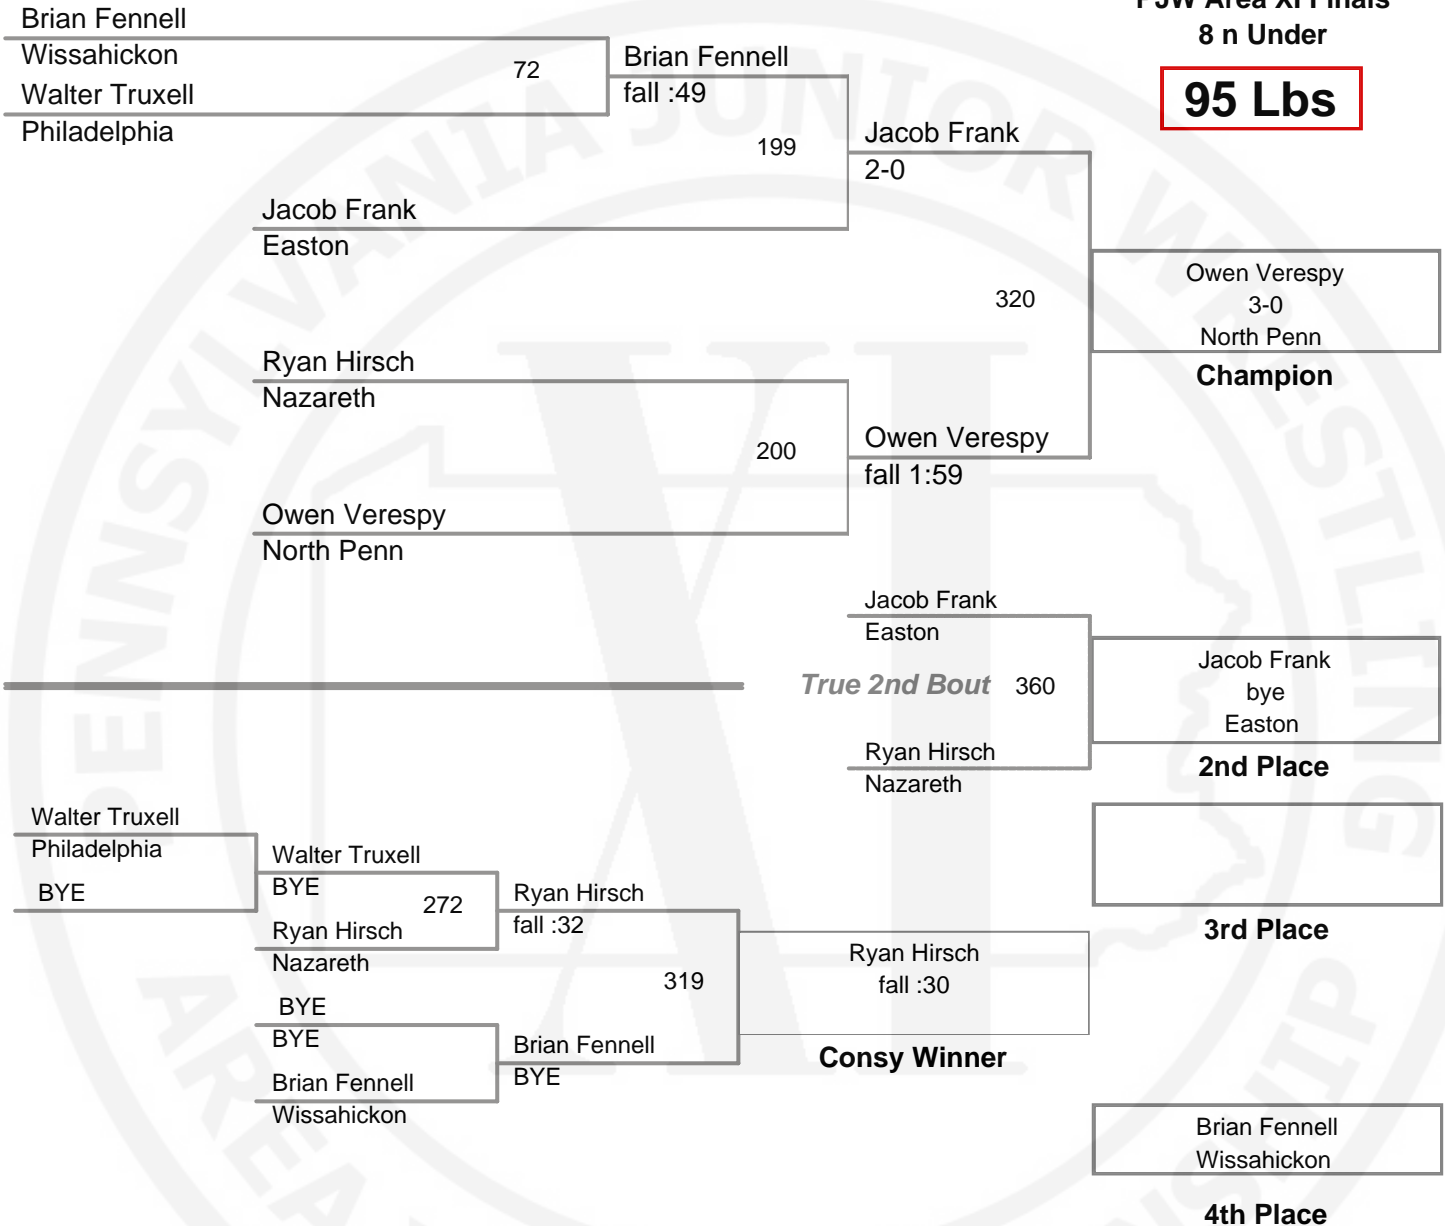 PJW Area XI Finals
8 n Under
95 Lbs
Brian Fennell
Wissahickon
72
Walter Truxell
Philadelphia
Brian Fennell
fall :49
199
Jacob Frank
Easton
Jacob Frank
2-0
320
Ryan Hirsch
Nazareth
200
Owen Verespy
North Penn
Owen Verespy
fall 1:59
Owen Verespy
3-0
North Penn
Champion
Jacob Frank
Easton
True 2nd Bout 360
Ryan Hirsch
Nazareth
Jacob Frank
bye
Easton
2nd Place
3rd Place
Walter Truxell
Philadelphia
BYE
Walter Truxell
BYE
272
Ryan Hirsch
Nazareth
BYE
BYE
Brian Fennell
Wissahickon
Ryan Hirsch
fall :32
319
Brian Fennell
BYE
Ryan Hirsch
fall :30
Consy Winner
Brian Fennell
Wissahickon
4th Place
PENNSYLVANIA JUNIOR WRESTLING
XI